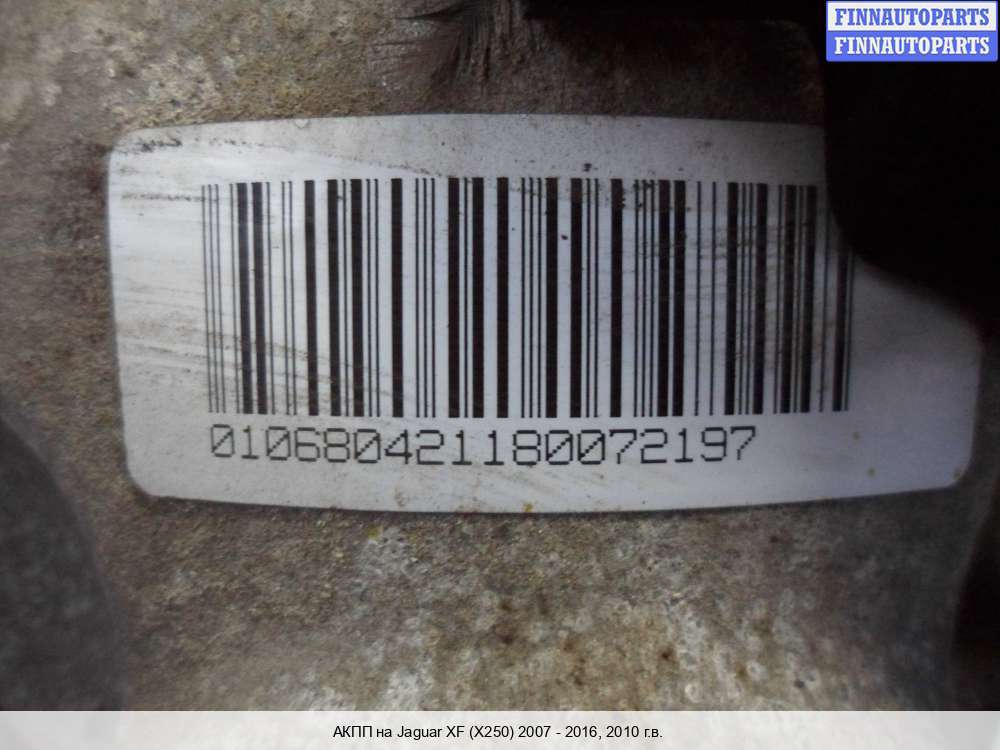 FINNAUTOPARTS
FINNAUTOPARTS
010680421180072197
АКПП на Jaguar XF (X250) 2007 - 2016, 2010 г.в.